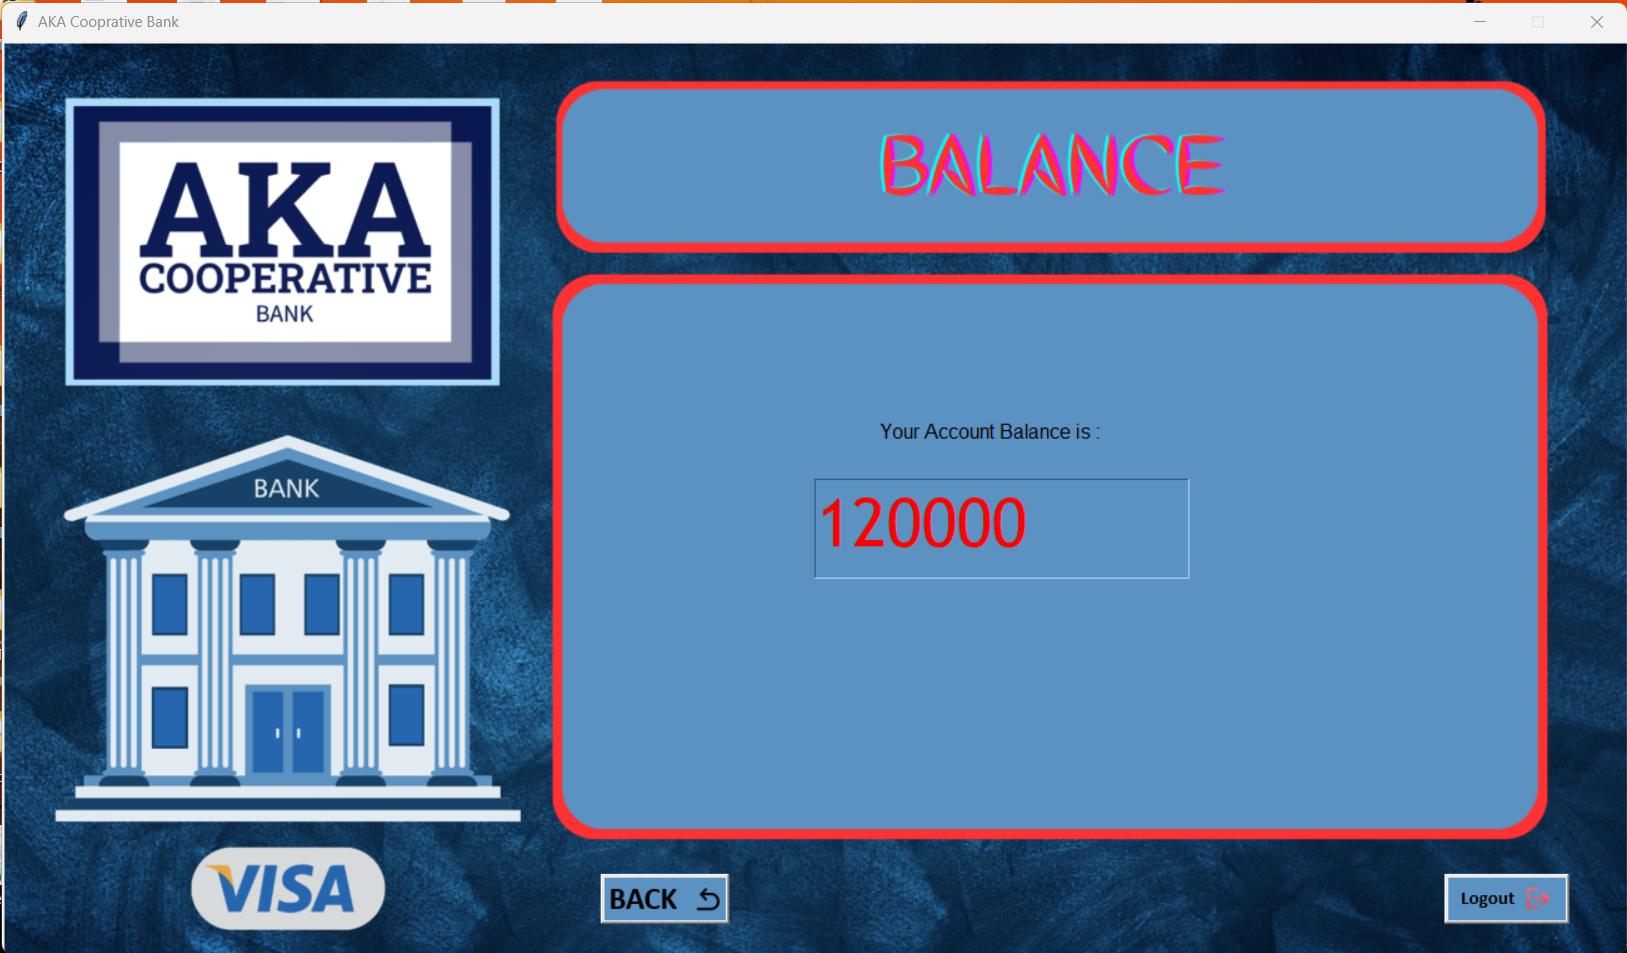 AKA Cooprative Bank
AKA
COOPERATIVE
BANK
BALANCE
Your Account Balance is :
120000
BANK
VISA
BACK
Logout